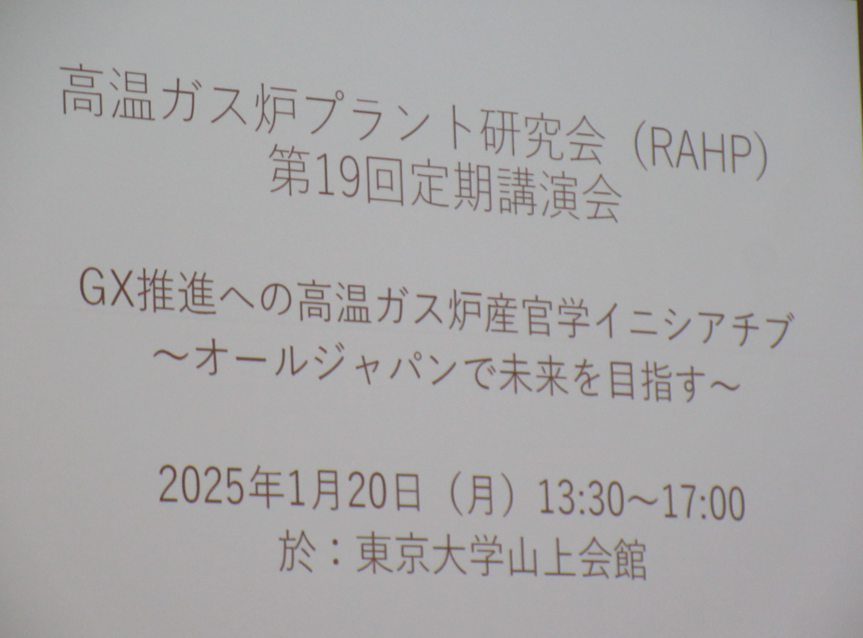 高温ガス炉プラント研究会（RAHP）
第19回定期講演会
GX推進への高温ガス炉産官学イニシアチブ
～オールジャパンで未来を目指す～
2025年1月20日（月）13:30～17:00
於：東京大学山上会館